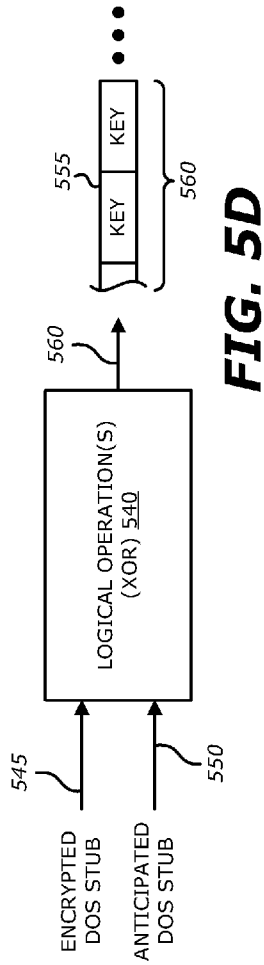 ENCRYPTED
DOS STUB
545
ANTICIPATED
DOS STUB
550
LOGICAL OPERATION(S)
(XOR) 540
560
555
KEY
KEY
560
FIG. 5D